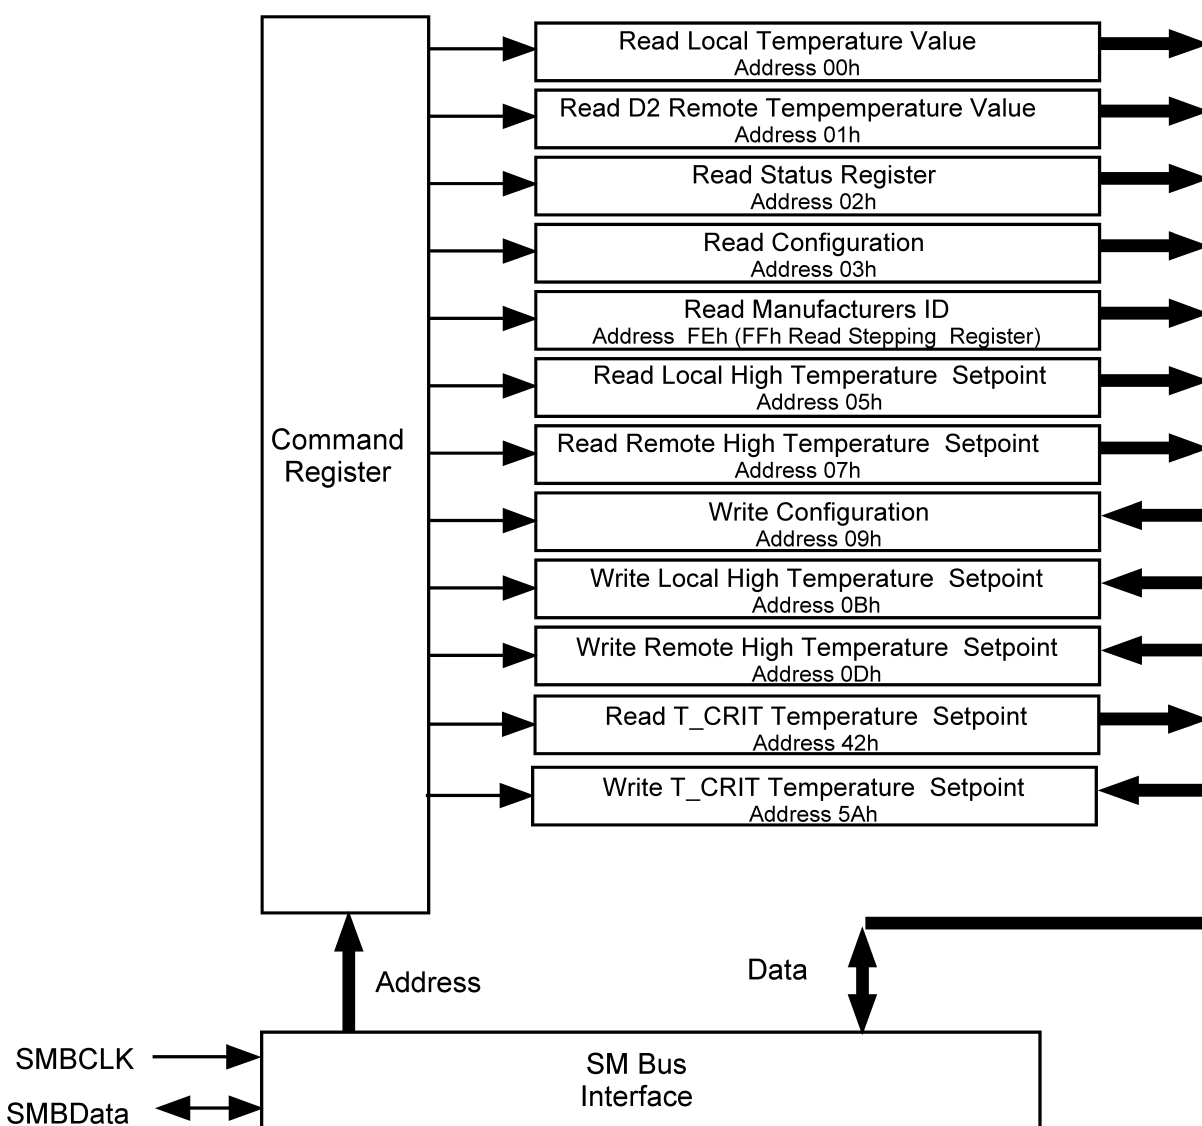 Read Local Temperature Value
Address 00h
Read D2 Remote Tempemperature Value
Address 01h
Read Status Register
Address 02h
Read Configuration
Address 03h
Read Manufacturers ID
Address FEh (FFh Read Stepping Register)
Read Local High Temperature Setpoint
Address 05h
Read Remote High Temperature Setpoint
Address 07h
Write Configuration
Address 09h
Write Local High Temperature Setpoint
Address 0Bh
Write Remote High Temperature Setpoint
Address 0Dh
Read T_CRIT Temperature Setpoint
Address 42h
Write T_CRIT Temperature Setpoint
Address 5Ah
Command
Register
Address
Data
SMBCLK
SMBData
SM Bus
Interface